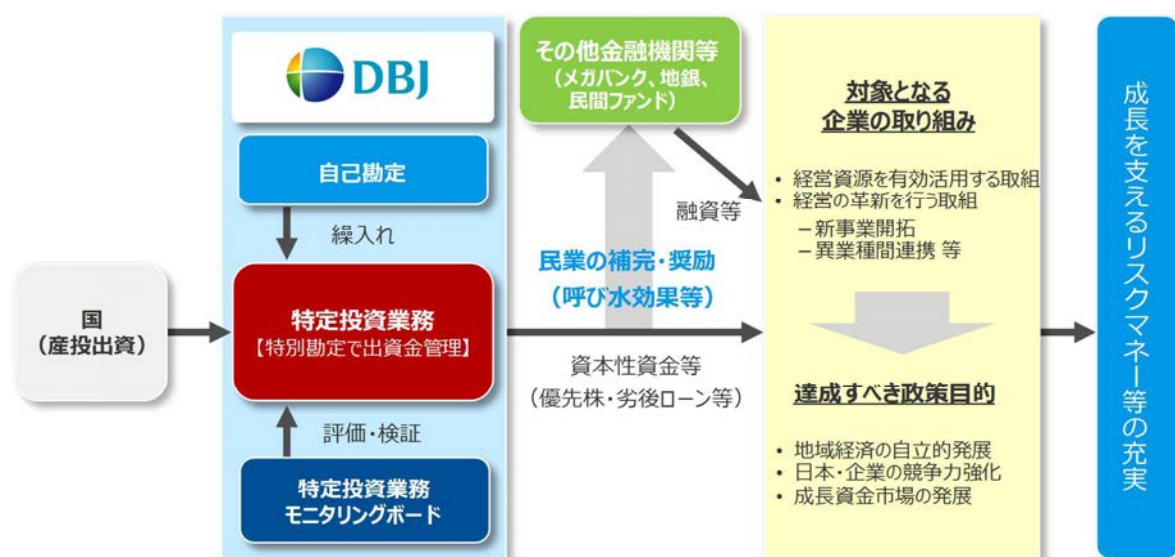 DBJ
自己勘定
繰入れ
国
（産投出資）
特定投資業務
【特別勘定で出資金管理】
評価・検証
特定投資業務
モニタリングボード
その他金融機関等
（メガバンク、地銀、
民間ファンド）
融資等
民業の補完・奨励
（呼び水効果等）
資本性資金等
（優先株・劣後ローン等）
対象となる
企業の取り組み
• 経営資源を有効活用する取組
• 経営の革新を行う取組
－新事業開拓
－異業種間連携 等
達成すべき政策目的
• 地域経済の自立的発展
• 日本・企業の競争力強化
• 成長資金市場の発展
成長を支えるリスクマネー等の充実